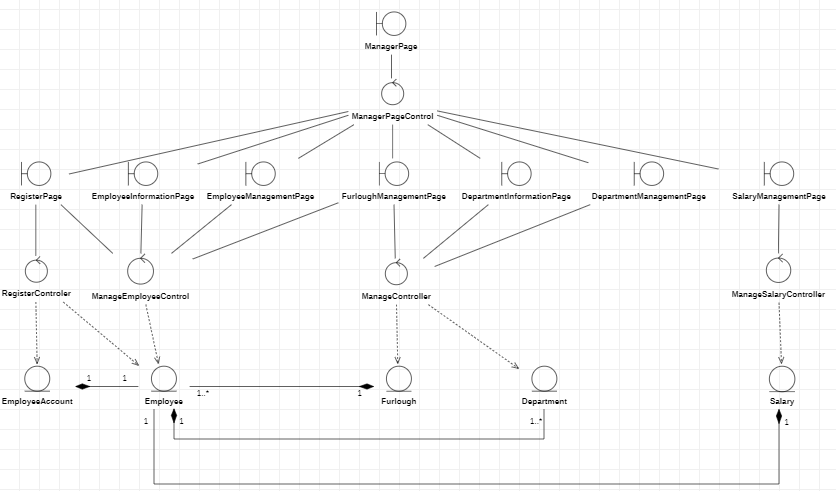 ManagerPage
ManagerPageControl
RegisterPage EmployeeInformationPage EmployeeManagementPage FurloughManagementPage DepartmentInformationPage DepartmentManagementPage SalaryManagementPage
RegisterControler ManageEmployeeControl ManageController ManageSalaryController
1 1 1..* 1
EmployeeAccount Employee Furlough Department Salary
1 1 1..* 1